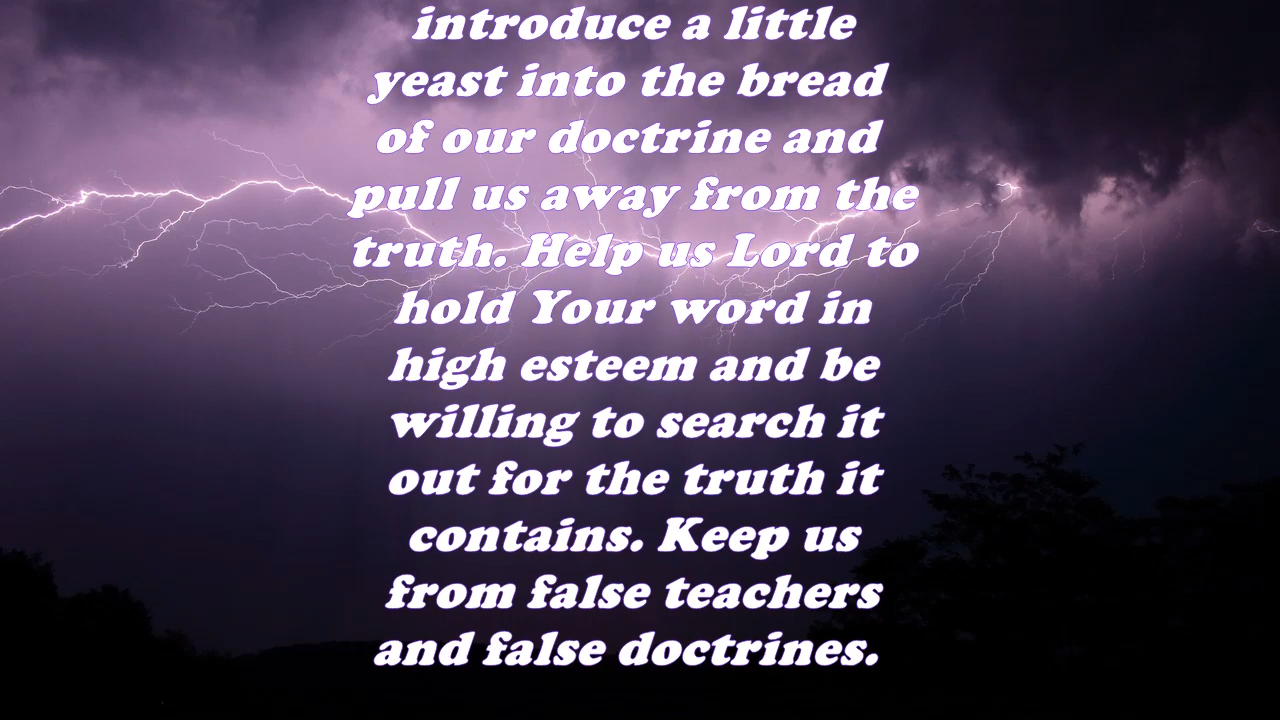 introduce a little
yeast into the bread
of our doctrine and
pull us away from the
truth. Help us Lord to
hold Your word in
high esteem and be
willing to search it
out for the truth it
contains. Keep us
from false teachers
and false doctrines.